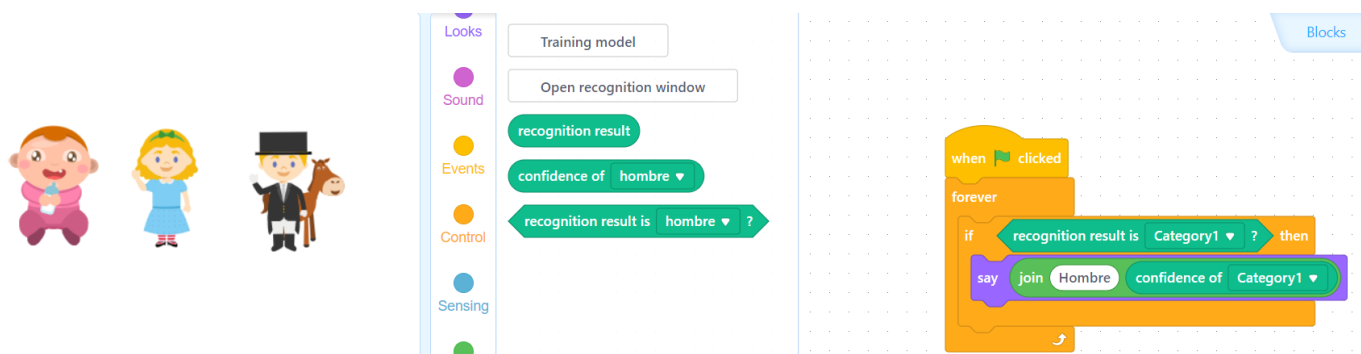 Looks
Sound
Events
Control
Sensing
Training model
Open recognition window
recognition result
confidence of hombre
recognition result is hombre ?
Blocks
when clicked
forever
if recognition result is Category1 ? then
say join Hombre confidence of Category1